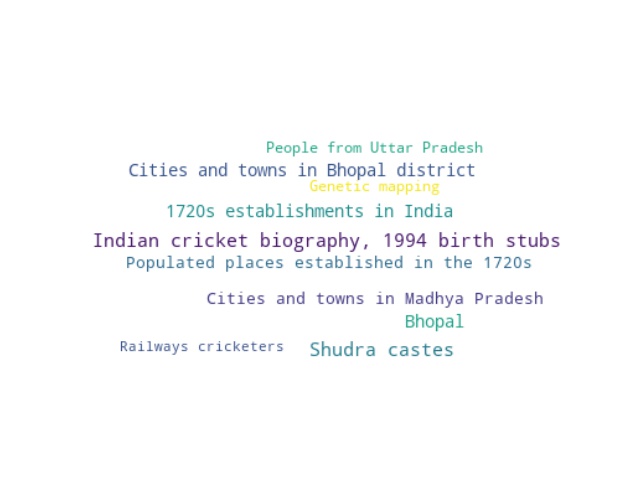 People from Uttar Pradesh
Cities and towns in Bhopal district
Genetic mapping
1720s establishments in India
Indian cricket biography, 1994 birth stubs
Populated places established in the 1720s
Cities and towns in Madhya Pradesh
Bhopal
Railways cricketers
Shudra castes